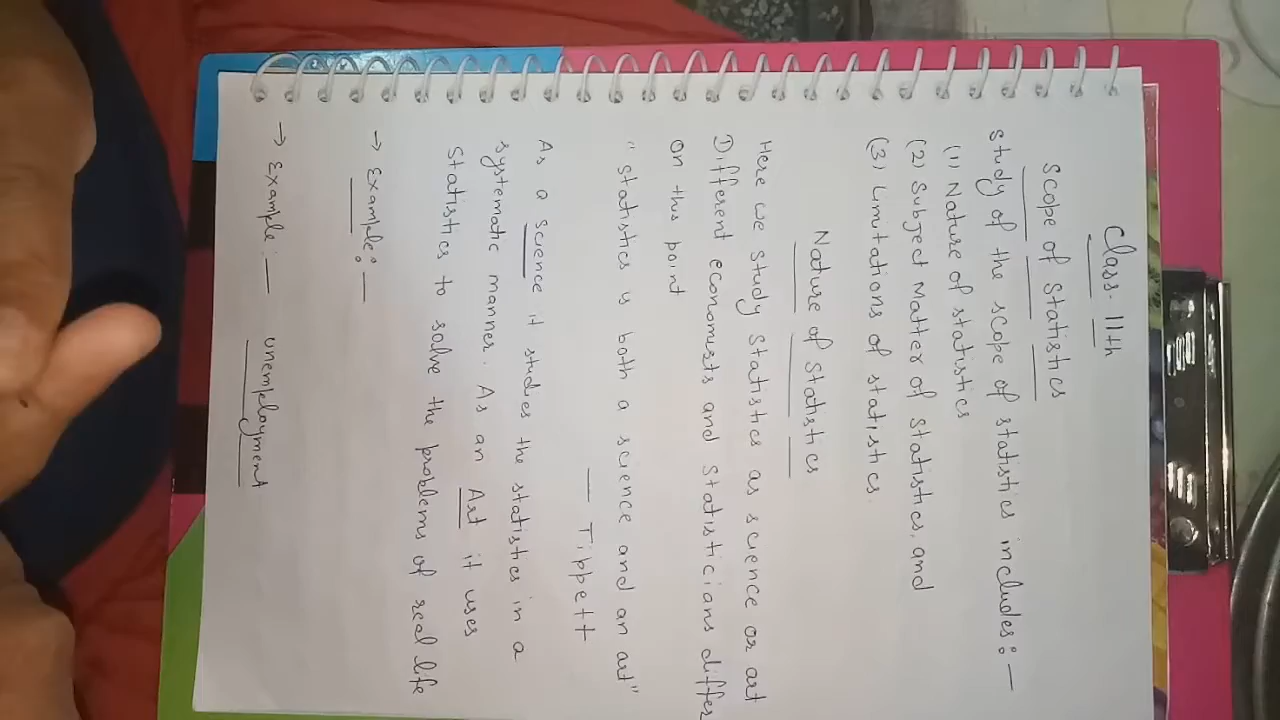 Class-11th
Scope of Statistics
Study of the scope of statistics includes:—
(1) Nature of statistics
(2) Subject Matter of Statistics, and
(3) Limitations of statistics
Nature of Statistics
Here we study Statistics as science or art
Different economists and Statisticians differ
on this point
"Statistics is both a science and an art"
— Tippett
As a Science it studies the statistics in a
systematic manner. As an Art it uses
Statistics to solve the problems of real life
→ Example:—
→ Example:— unemployment